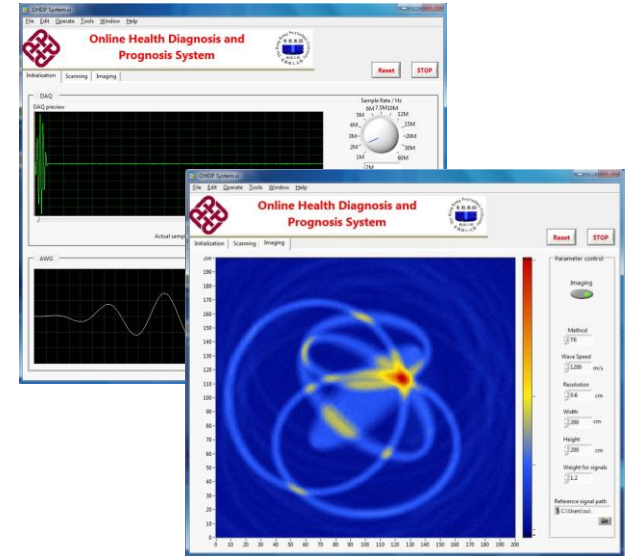 DHDP System.vi
File Edit Operate Tools Window Help
Online Health Diagnosis and
Prognosis System
Reset STOP
Initialization Scanning Imaging
DAQ
DAQ preview
Sample Rate / Hz
6M 7.5M 10M
5M 12M
4M 15M
3M 20M
2M 30M
1M 60M
2M
AWG
OHDP System.vi
File Edit Operate Tools Window Help
Online Health Diagnosis and
Prognosis System
Reset STOP
Initialization Scanning Imaging
Parameter control
Imaging
Method
TR
Wave Speed
1200 m/s
Resolution
0.6 cm
Width
200 cm
Height
200 cm
Weight for signals
1.2
Reference signal path
200
190
180
170
160
150
140
130
120
110
100
90
80
70
60
50
40
30
20
10
0
0 10 20 30 40 50 60 70 80 90 100 110 120 130 140 150 160 170 180 190 200